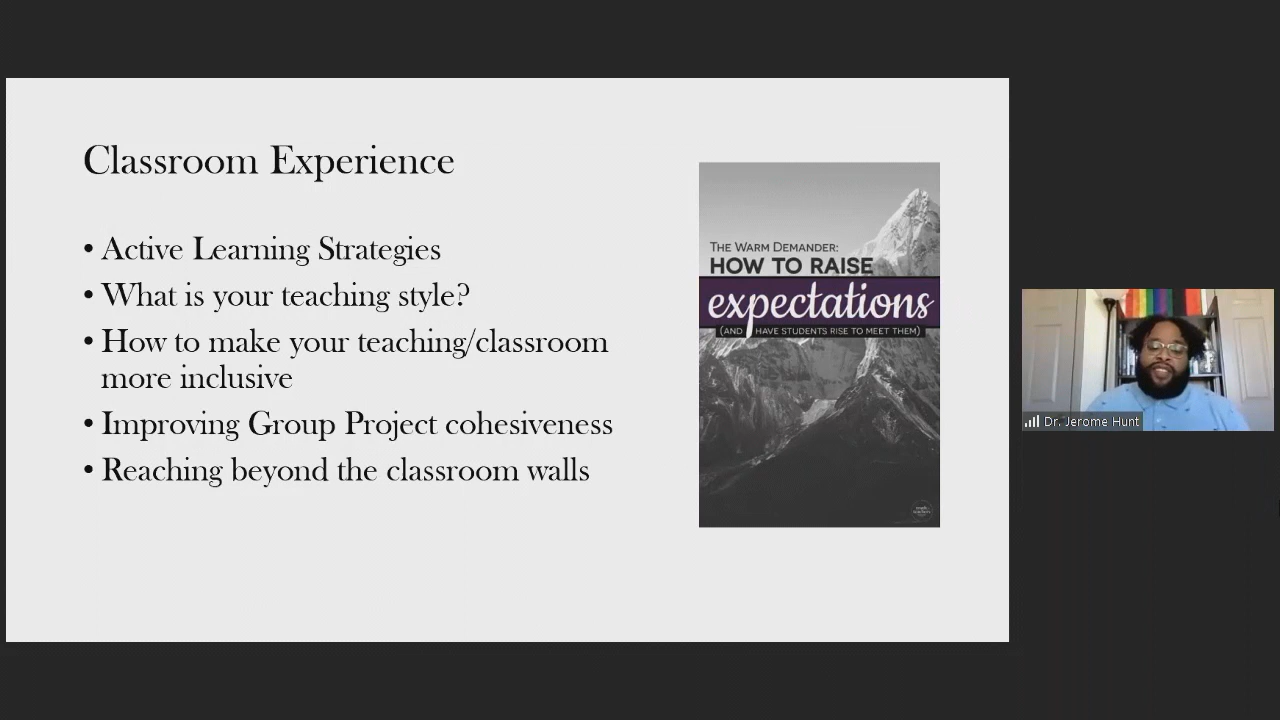 Classroom Experience
• Active Learning Strategies
• What is your teaching style?
• How to make your teaching/classroom
more inclusive
• Improving Group Project cohesiveness
• Reaching beyond the classroom walls
THE WARM DEMANDER:
HOW TO RAISE
expectations
(AND HAVE STUDENTS RISE TO MEET THEM)
Dr. Jerome Hunt